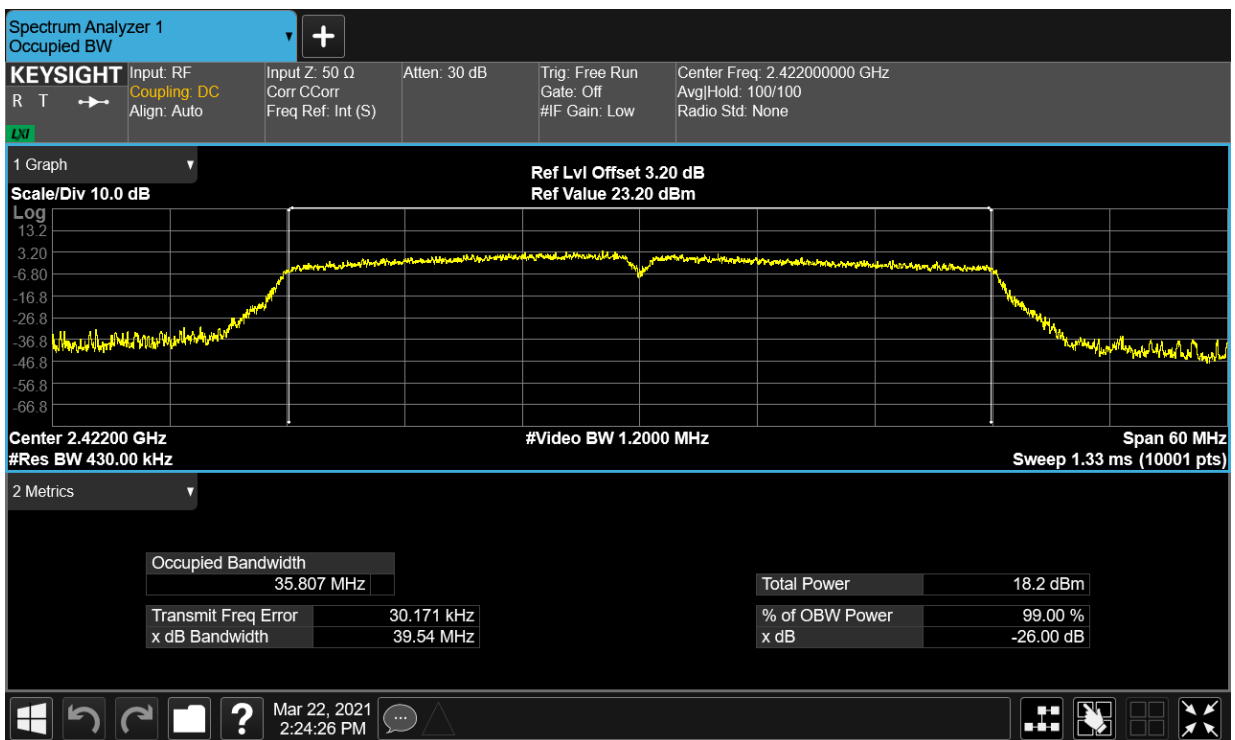 Spectrum Analyzer 1
Occupied BW
▼
+
KEYSIGHT
R T
LXI
Input: RF
Coupling: DC
Align: Auto
Input Z: 50 Ω
Corr CCorr
Freq Ref: Int (S)
Atten: 30 dB
Trig: Free Run
Gate: Off
#IF Gain: Low
Center Freq: 2.422000000 GHz
Avg|Hold: 100/100
Radio Std: None
1 Graph
Scale/Div 10.0 dB
Ref Lvl Offset 3.20 dB
Ref Value 23.20 dBm
Log
13.2
3.20
-6.80
-16.8
-26.8
-36.8
-46.8
-56.8
-66.8
Center 2.42200 GHz
#Video BW 1.2000 MHz
Span 60 MHz
#Res BW 430.00 kHz
Sweep 1.33 ms (10001 pts)
2 Metrics
Occupied Bandwidth
35.807 MHz
Total Power 18.2 dBm
Transmit Freq Error 30.171 kHz
% of OBW Power 99.00 %
x dB Bandwidth 39.54 MHz
x dB -26.00 dB
?
Mar 22, 2021
2:24:26 PM